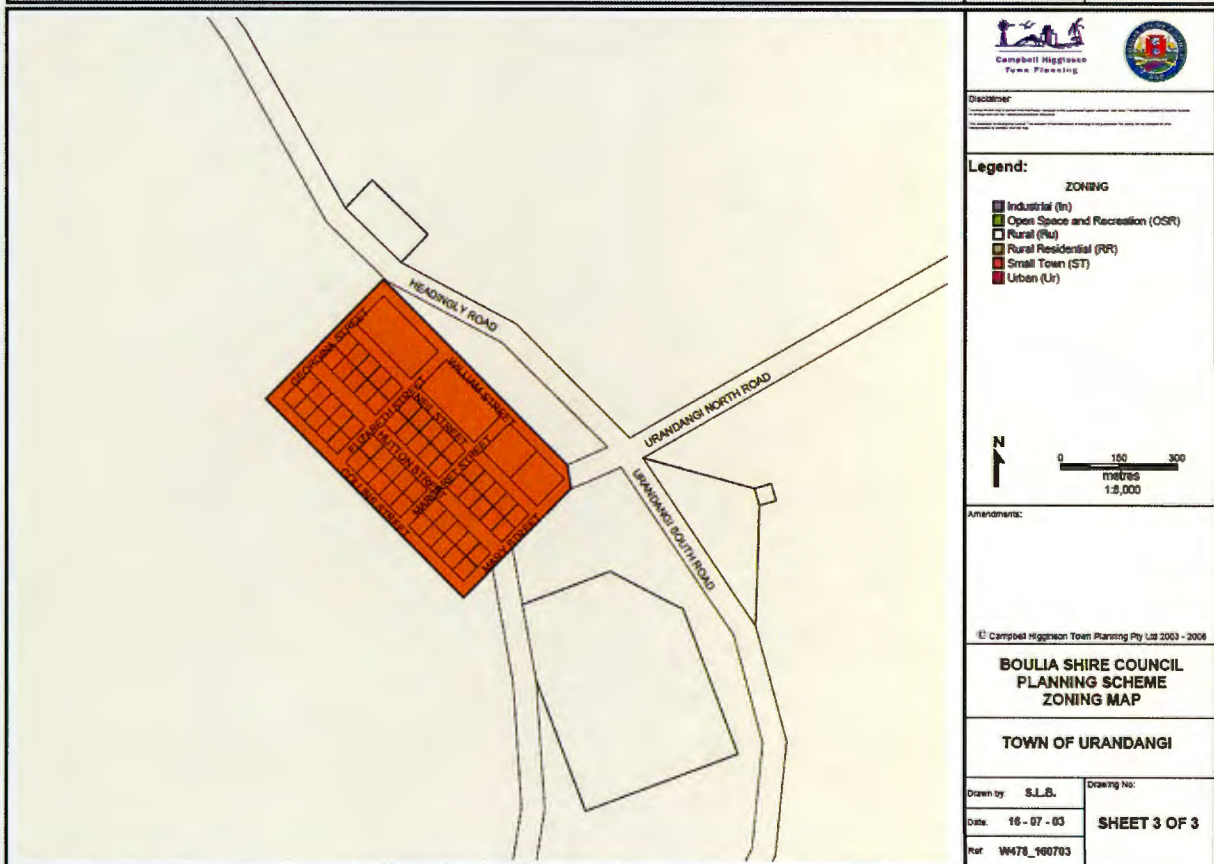 HEADINGLY ROAD
GEORGINA STREET
WILLIAM STREET
ELIZABETH STREET
NEIL STREET
HUTTON STREET
MARGARET STREET
COLLINS STREET
MARY STREET
URANDANGI NORTH ROAD
URANDANGI SOUTH ROAD
Campbell Higginson
Town Planning
Disclaimer
Legend:
ZONING
Industrial (In)
Open Space and Recreation (OSR)
Rural (Ru)
Rural Residential (RR)
Small Town (ST)
Urban (Ur)
N
0 150 300
metres
1:8,000
Amendments:
© Campbell Higginson Town Planning Pty Ltd 2003 - 2006
BOULIA SHIRE COUNCIL
PLANNING SCHEME
ZONING MAP
TOWN OF URANDANGI
Drawn by: S.L.B.
Drawing No:
Date: 16 - 07 - 03
SHEET 3 OF 3
Ref: W478_160703